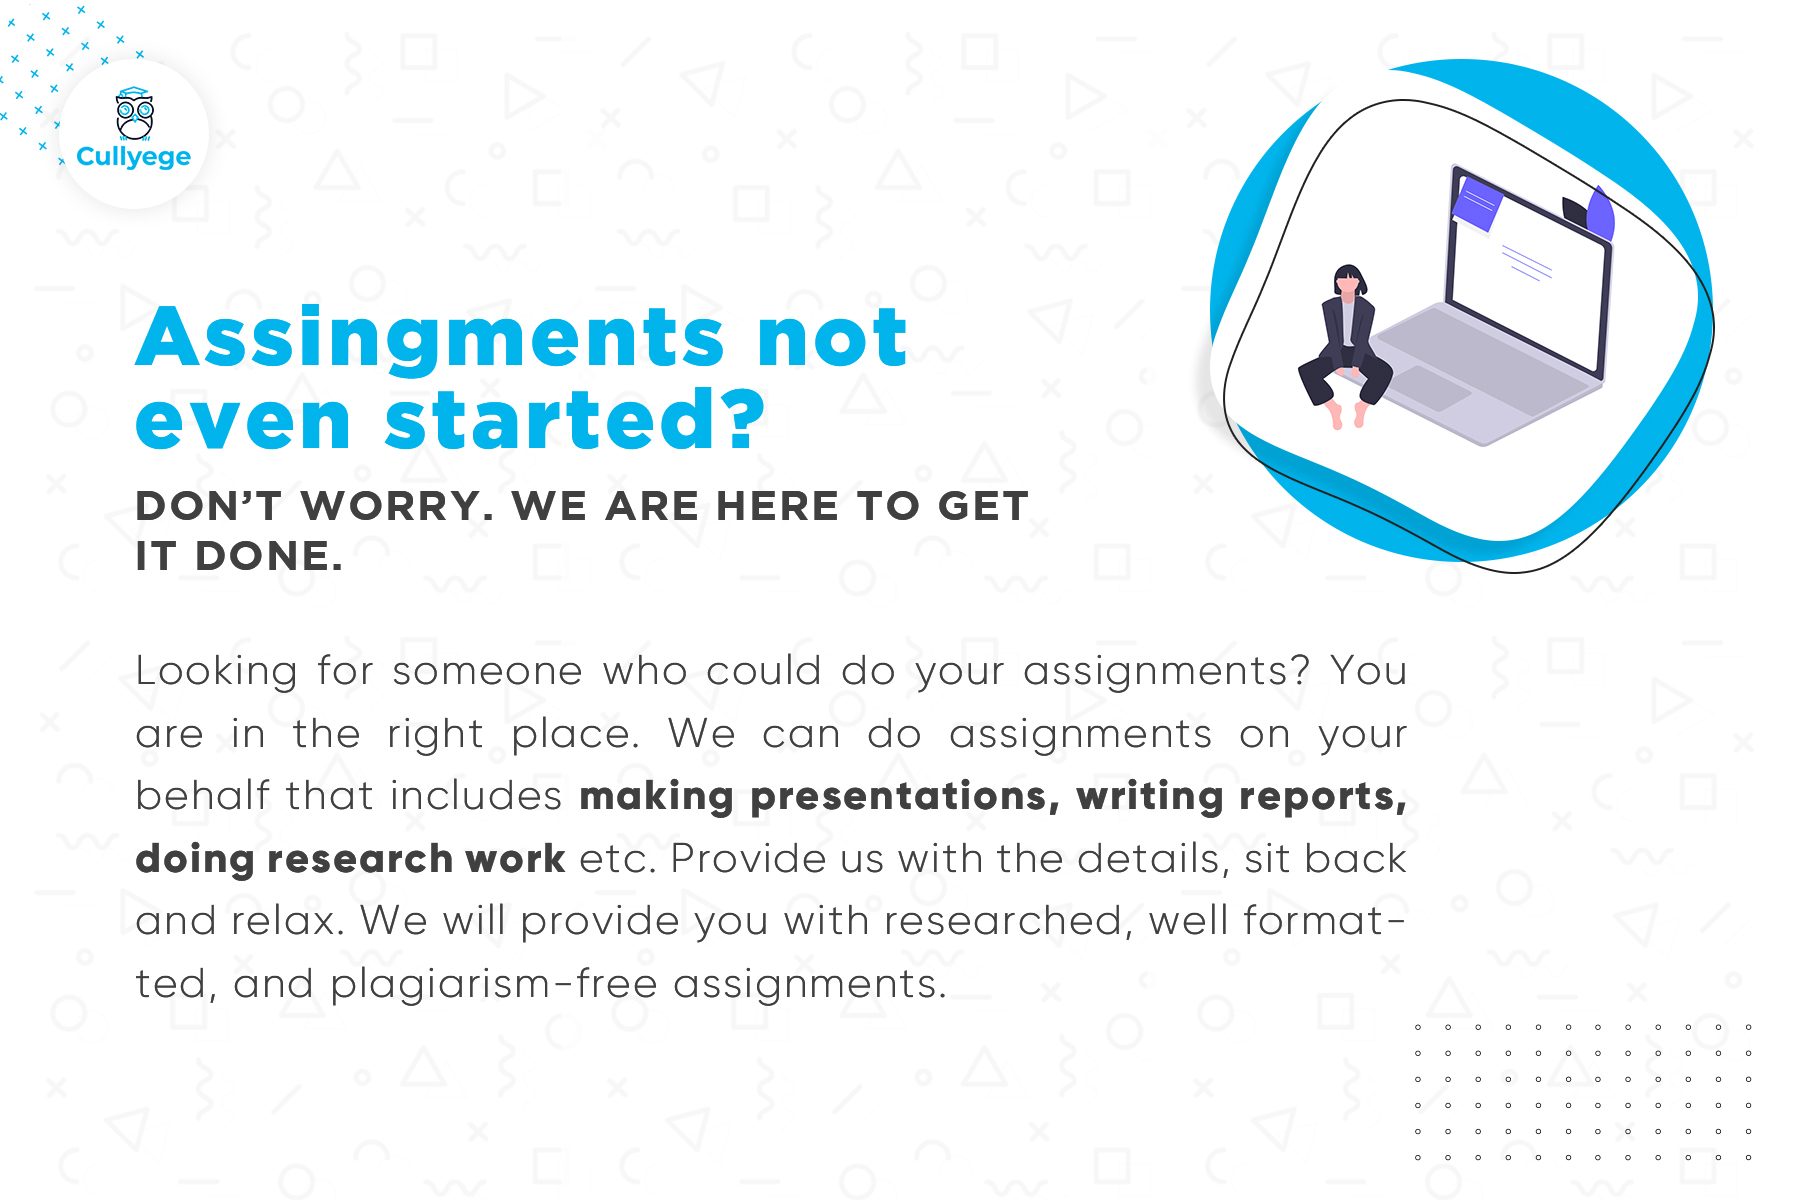 Cullyege
Assingments not
even started?
DON’T WORRY. WE ARE HERE TO GET
IT DONE.
Looking for someone who could do your assignments? You
are in the right place. We can do assignments on your
behalf that includes making presentations, writing reports,
doing research work etc. Provide us with the details, sit back
and relax. We will provide you with researched, well format-
ted, and plagiarism-free assignments.